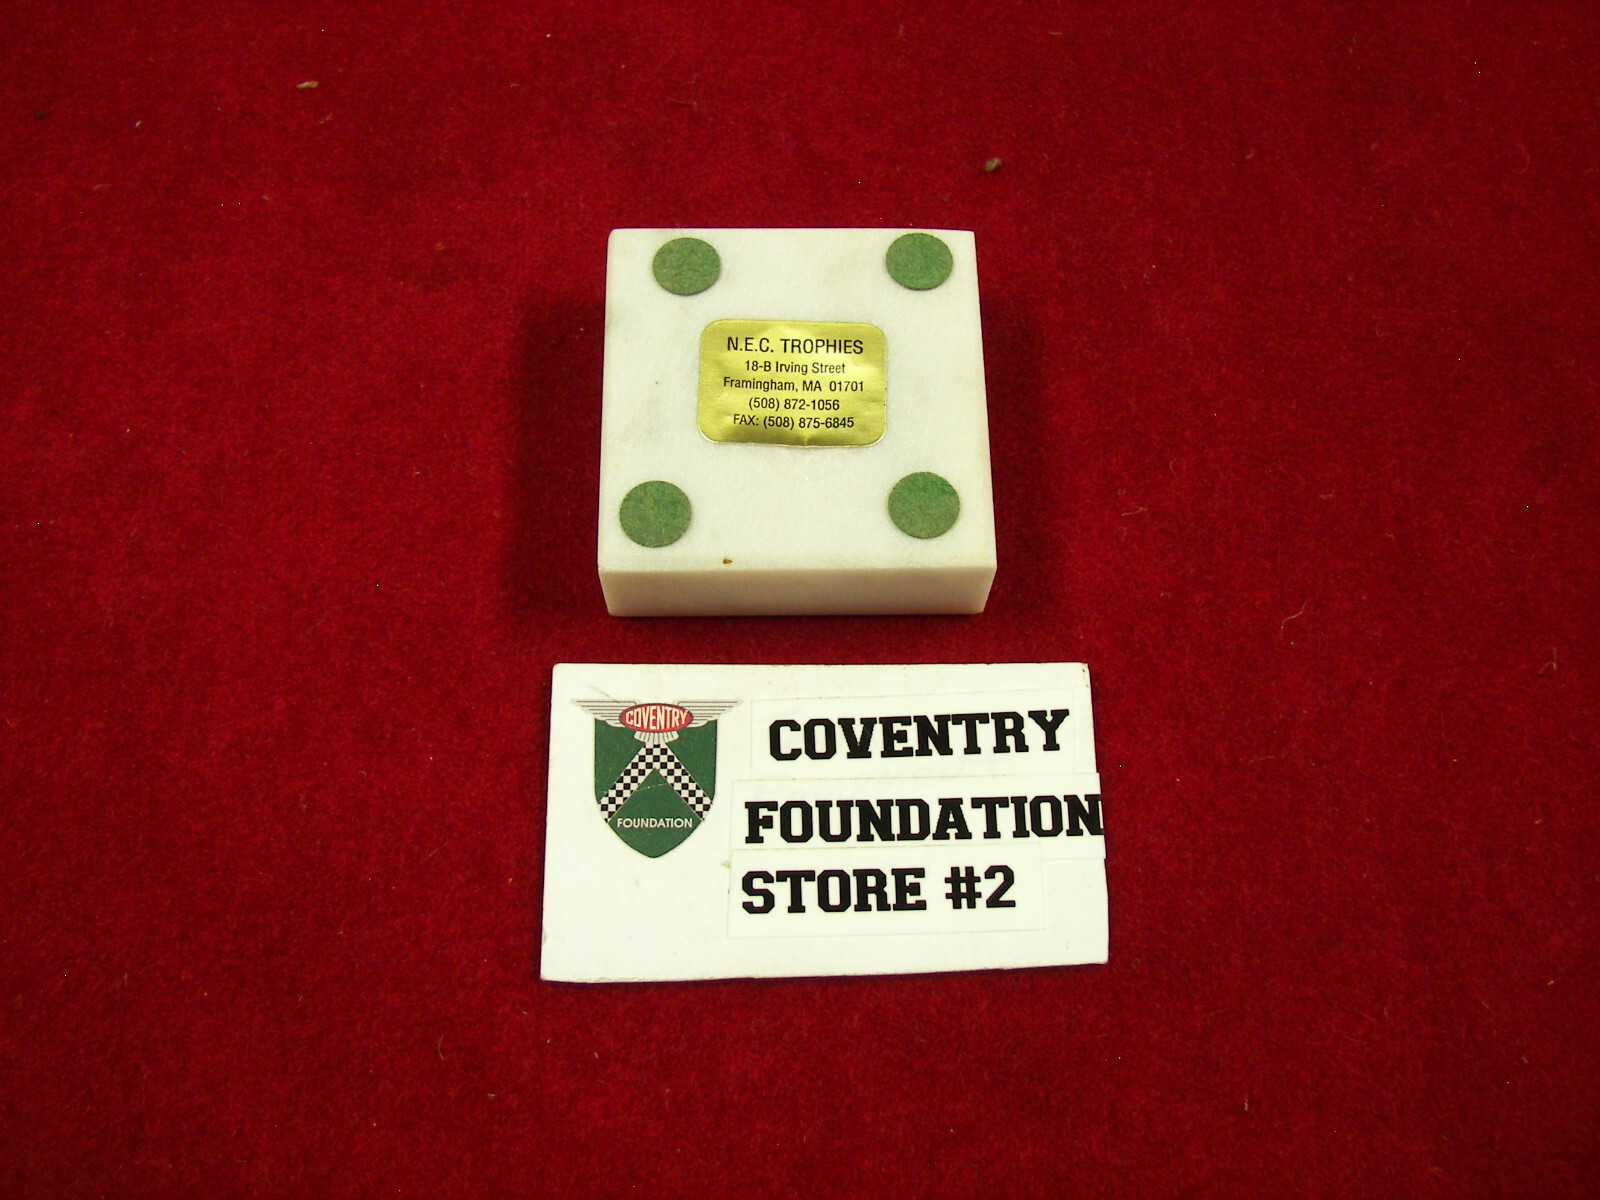 N.E.C. TROPHIES
18-B Irving Street
Framingham, MA 01701
(508) 872-1056
FAX: (508) 875-6845
COVENTRY
FOUNDATION
COVENTRY
FOUNDATION
STORE #2